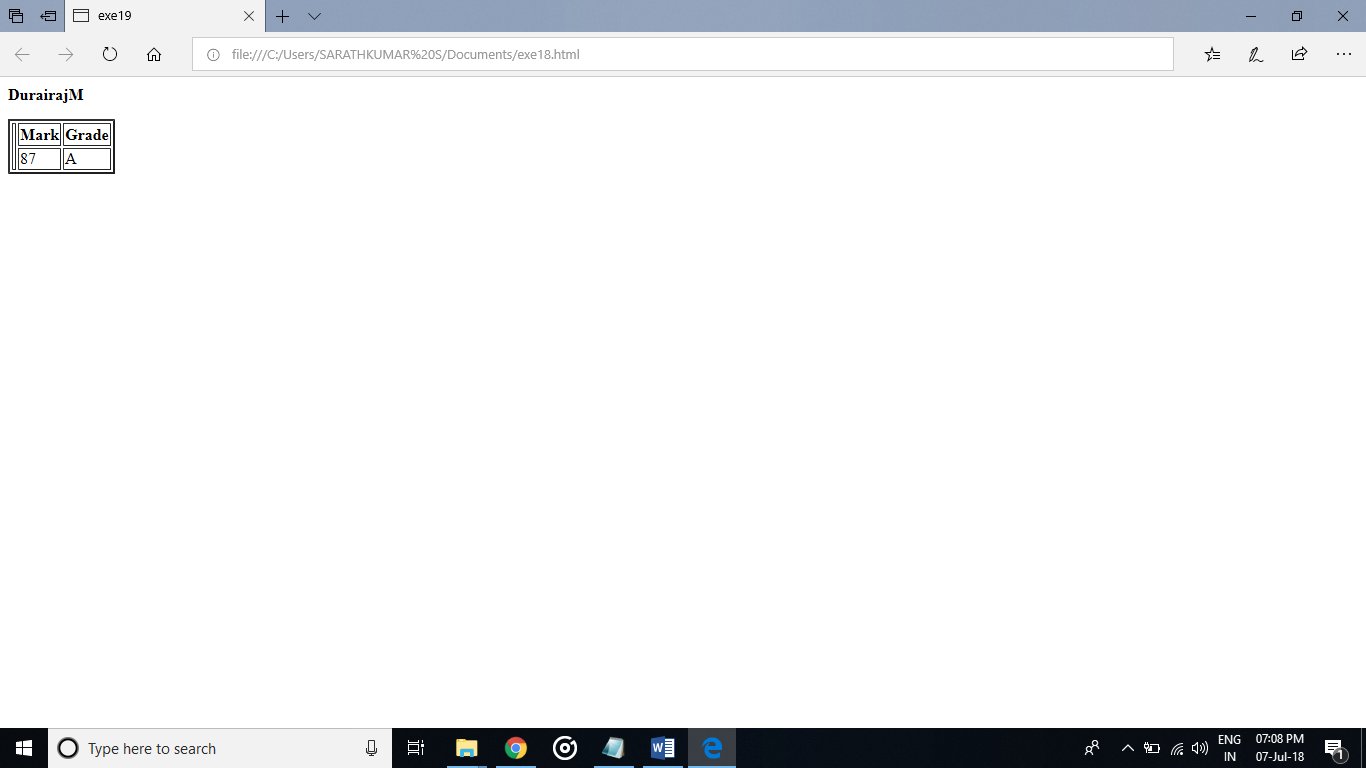 exe19
file:///C:/Users/SARATHKUMAR%20S/Documents/exe18.html
DurairajM
Mark Grade
87 A
Type here to search
ENG 07:08 PM
IN 07-Jul-18
1